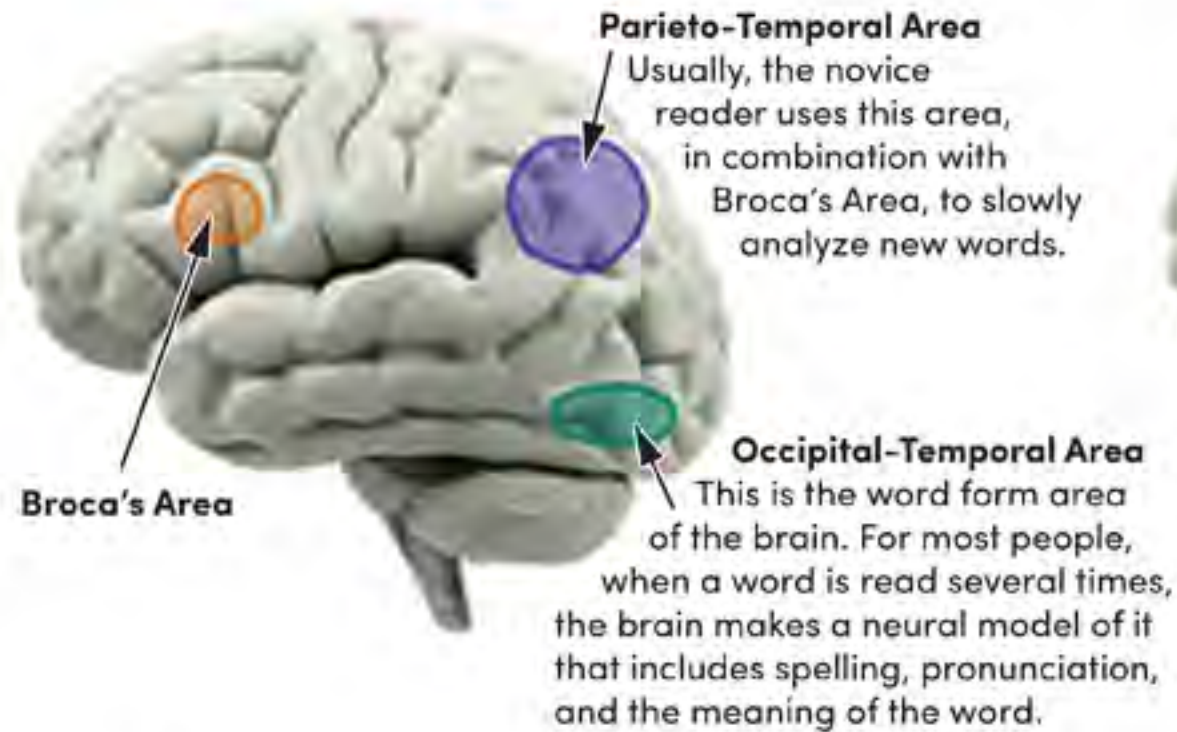 Parieto-Temporal Area
Usually, the novice
reader uses this area,
in combination with
Broca's Area, to slowly
analyze new words.
Broca's Area
Occipital-Temporal Area
This is the word form area
of the brain. For most people,
when a word is read several times,
the brain makes a neural model of it
that includes spelling, pronunciation,
and the meaning of the word.